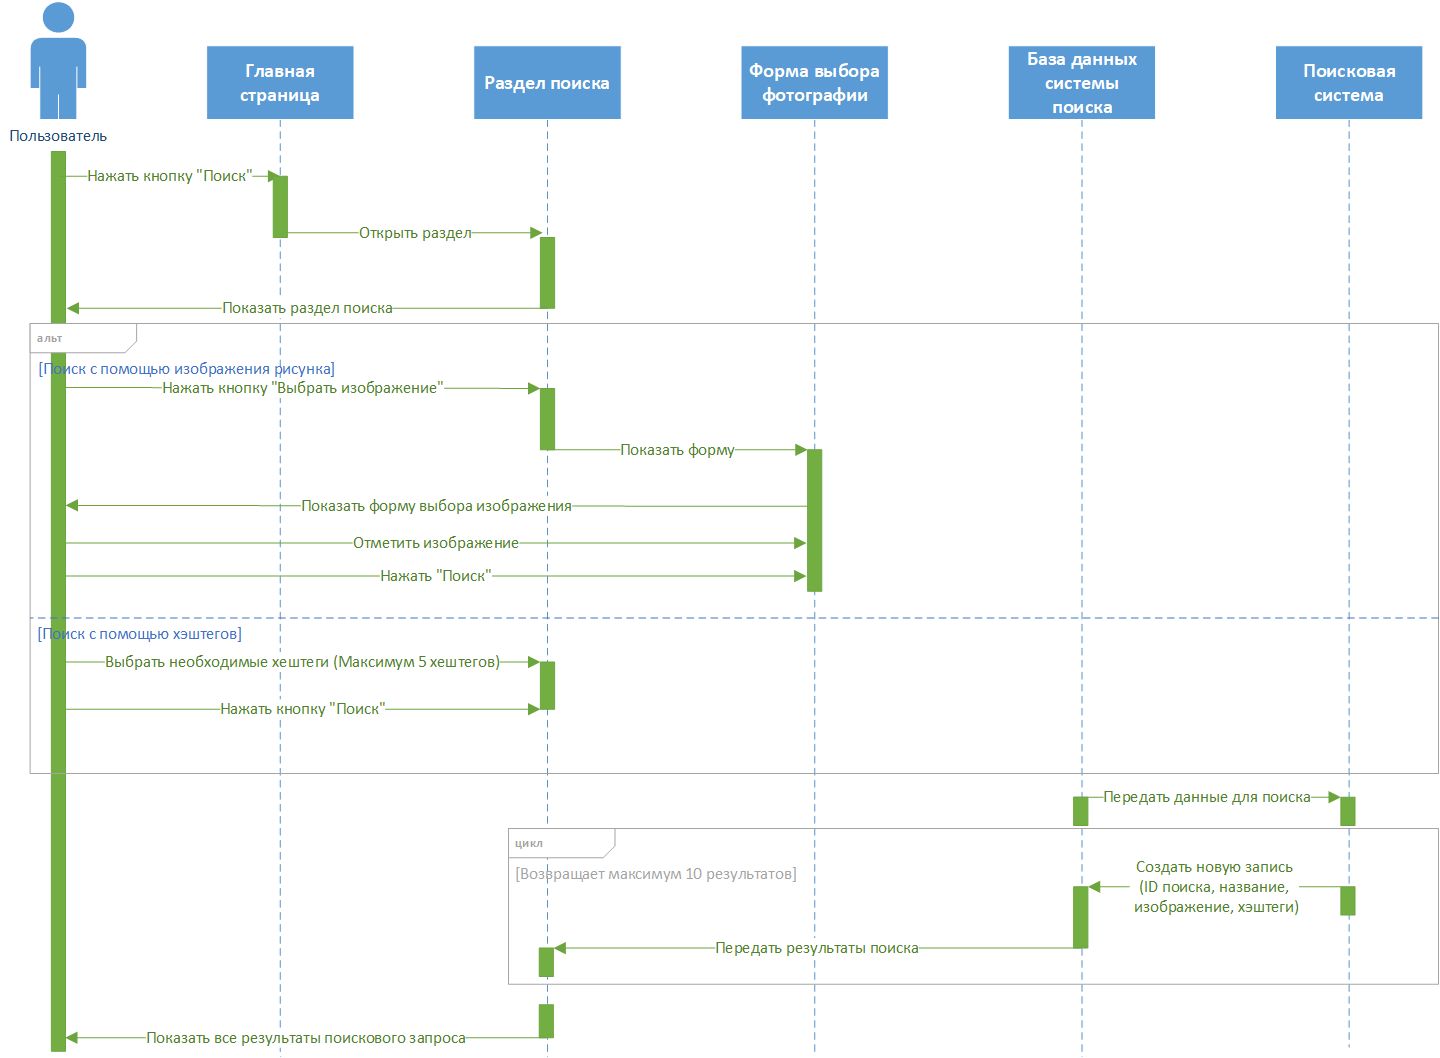 Главная
страница
Раздел поиска
Форма выбора
фотографии
База данных
системы
поиска
Поисковая
система
Пользователь
Нажать кнопку "Поиск"
Открыть раздел
Показать раздел поиска
альт
[Поиск с помощью изображения рисунка]
Нажать кнопку "Выбрать изображение"
Показать форму
Показать форму выбора изображения
Отметить изображение
Нажать "Поиск"
[Поиск с помощью хэштегов]
Выбрать необходимые хештеги (Максимум 5 хештегов)
Нажать кнопку "Поиск"
Передать данные для поиска
цикл
[Возвращает максимум 10 результатов]
Создать новую запись
(ID поиска, название,
изображение, хэштеги)
Передать результаты поиска
Показать все результаты поискового запроса